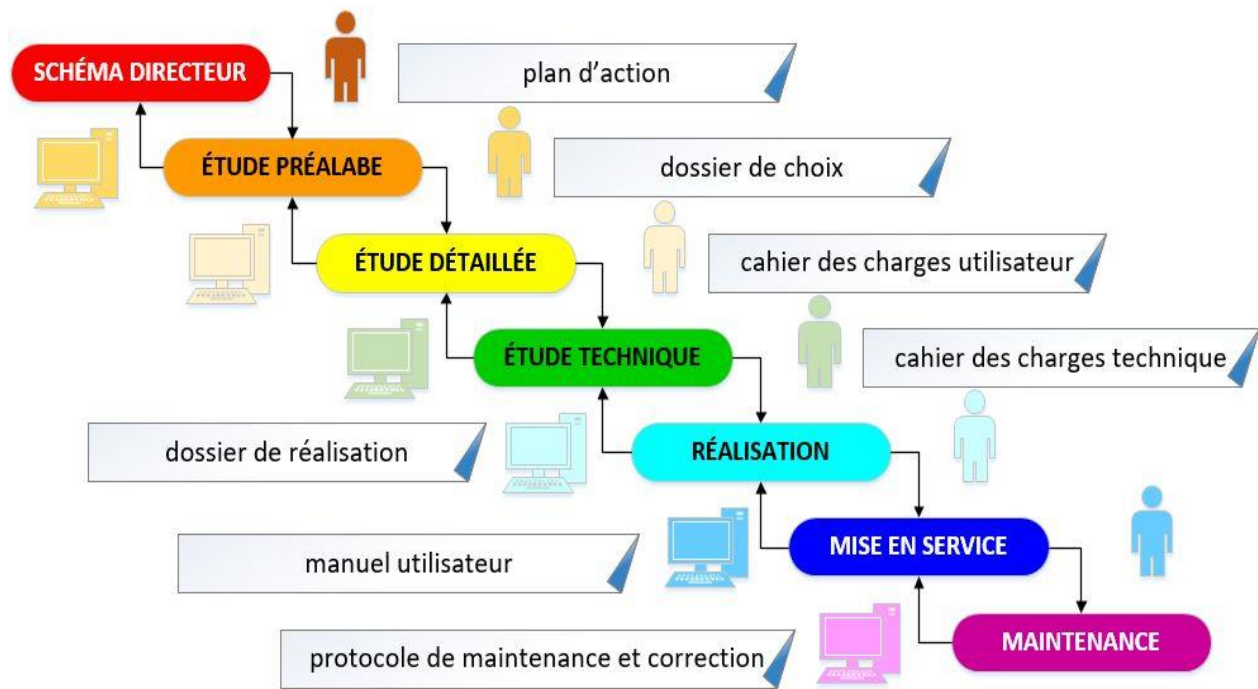 SCHÉMA DIRECTEUR
plan d’action
ÉTUDE PRÉALABE
dossier de choix
ÉTUDE DÉTAILLÉE
cahier des charges utilisateur
ÉTUDE TECHNIQUE
cahier des charges technique
dossier de réalisation
RÉALISATION
manuel utilisateur
MISE EN SERVICE
protocole de maintenance et correction
MAINTENANCE